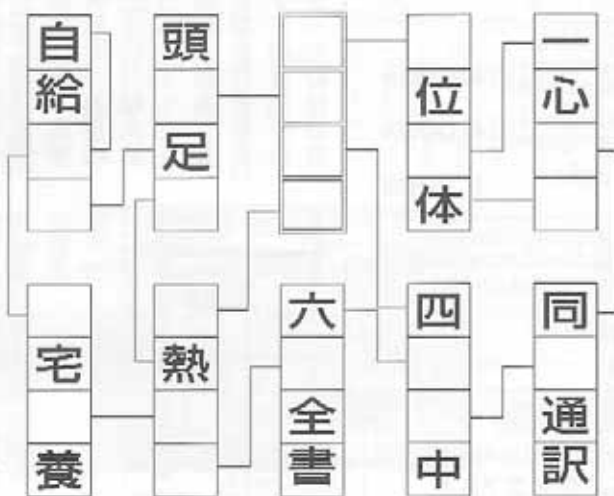 一心
位体
頭足
自給
同通訳
四中
六全書
熱
宅養